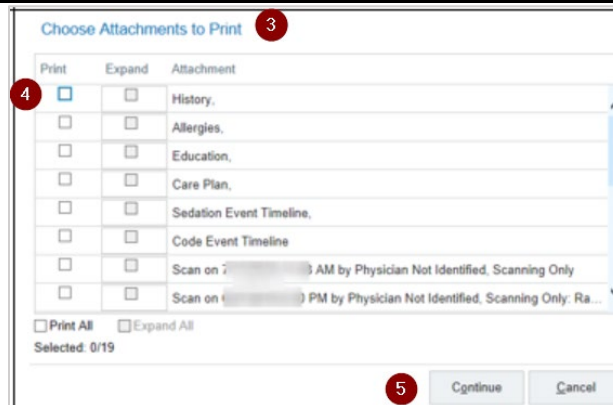 Choose Attachments to Print 3
Print Expand Attachment
4 History,
Allergies,
Education,
Care Plan,
Sedation Event Timeline,
Code Event Timeline
Scan on AM by Physician Not Identified, Scanning Only
Scan on PM by Physician Not Identified, Scanning Only: Ra...
Print All Expand All
Selected: 0/19
5 Continue Cancel